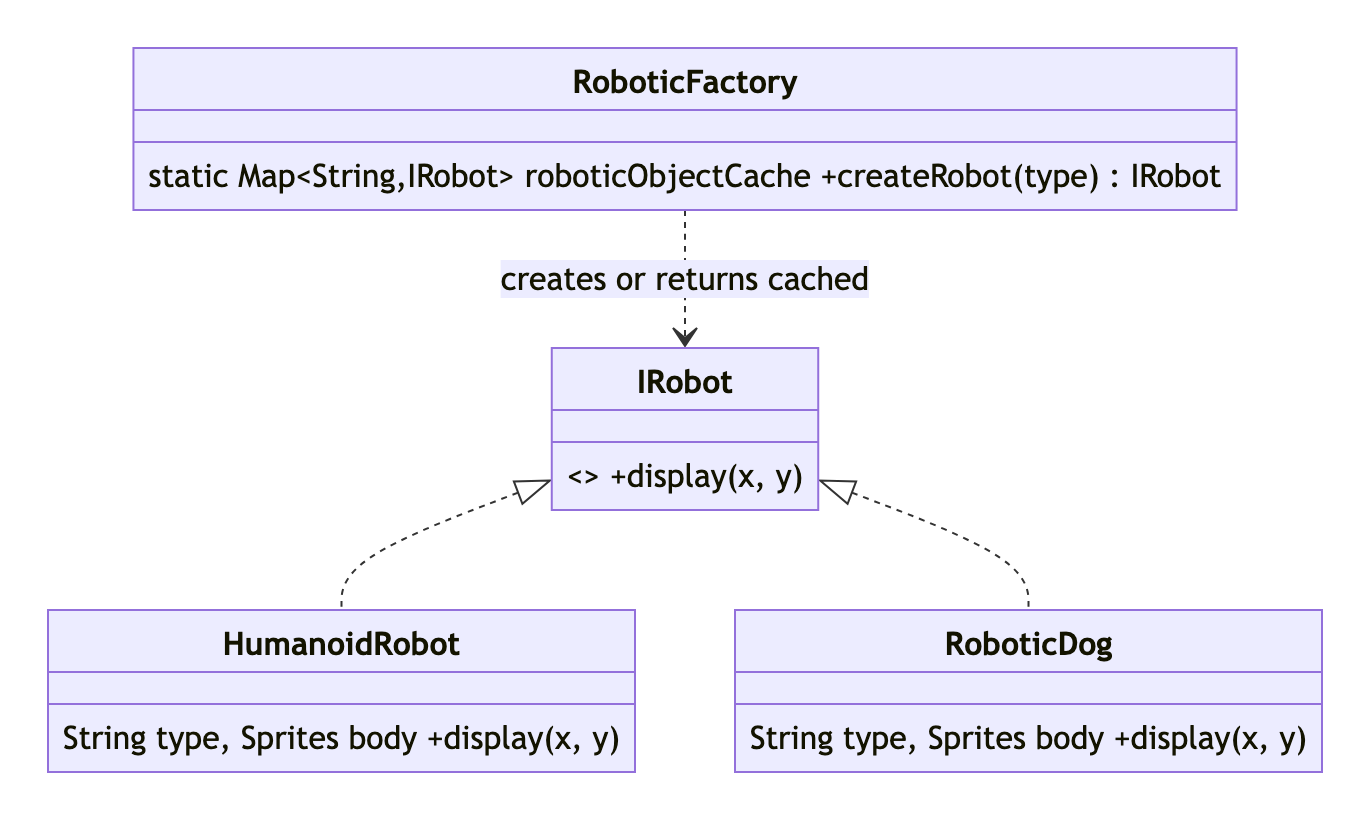 RoboticFactory
static Map<String,IRobot> roboticObjectCache +createRobot(type) : IRobot
creates or returns cached
IRobot
<> +display(x, y)
HumanoidRobot
String type, Sprites body +display(x, y)
RoboticDog
String type, Sprites body +display(x, y)